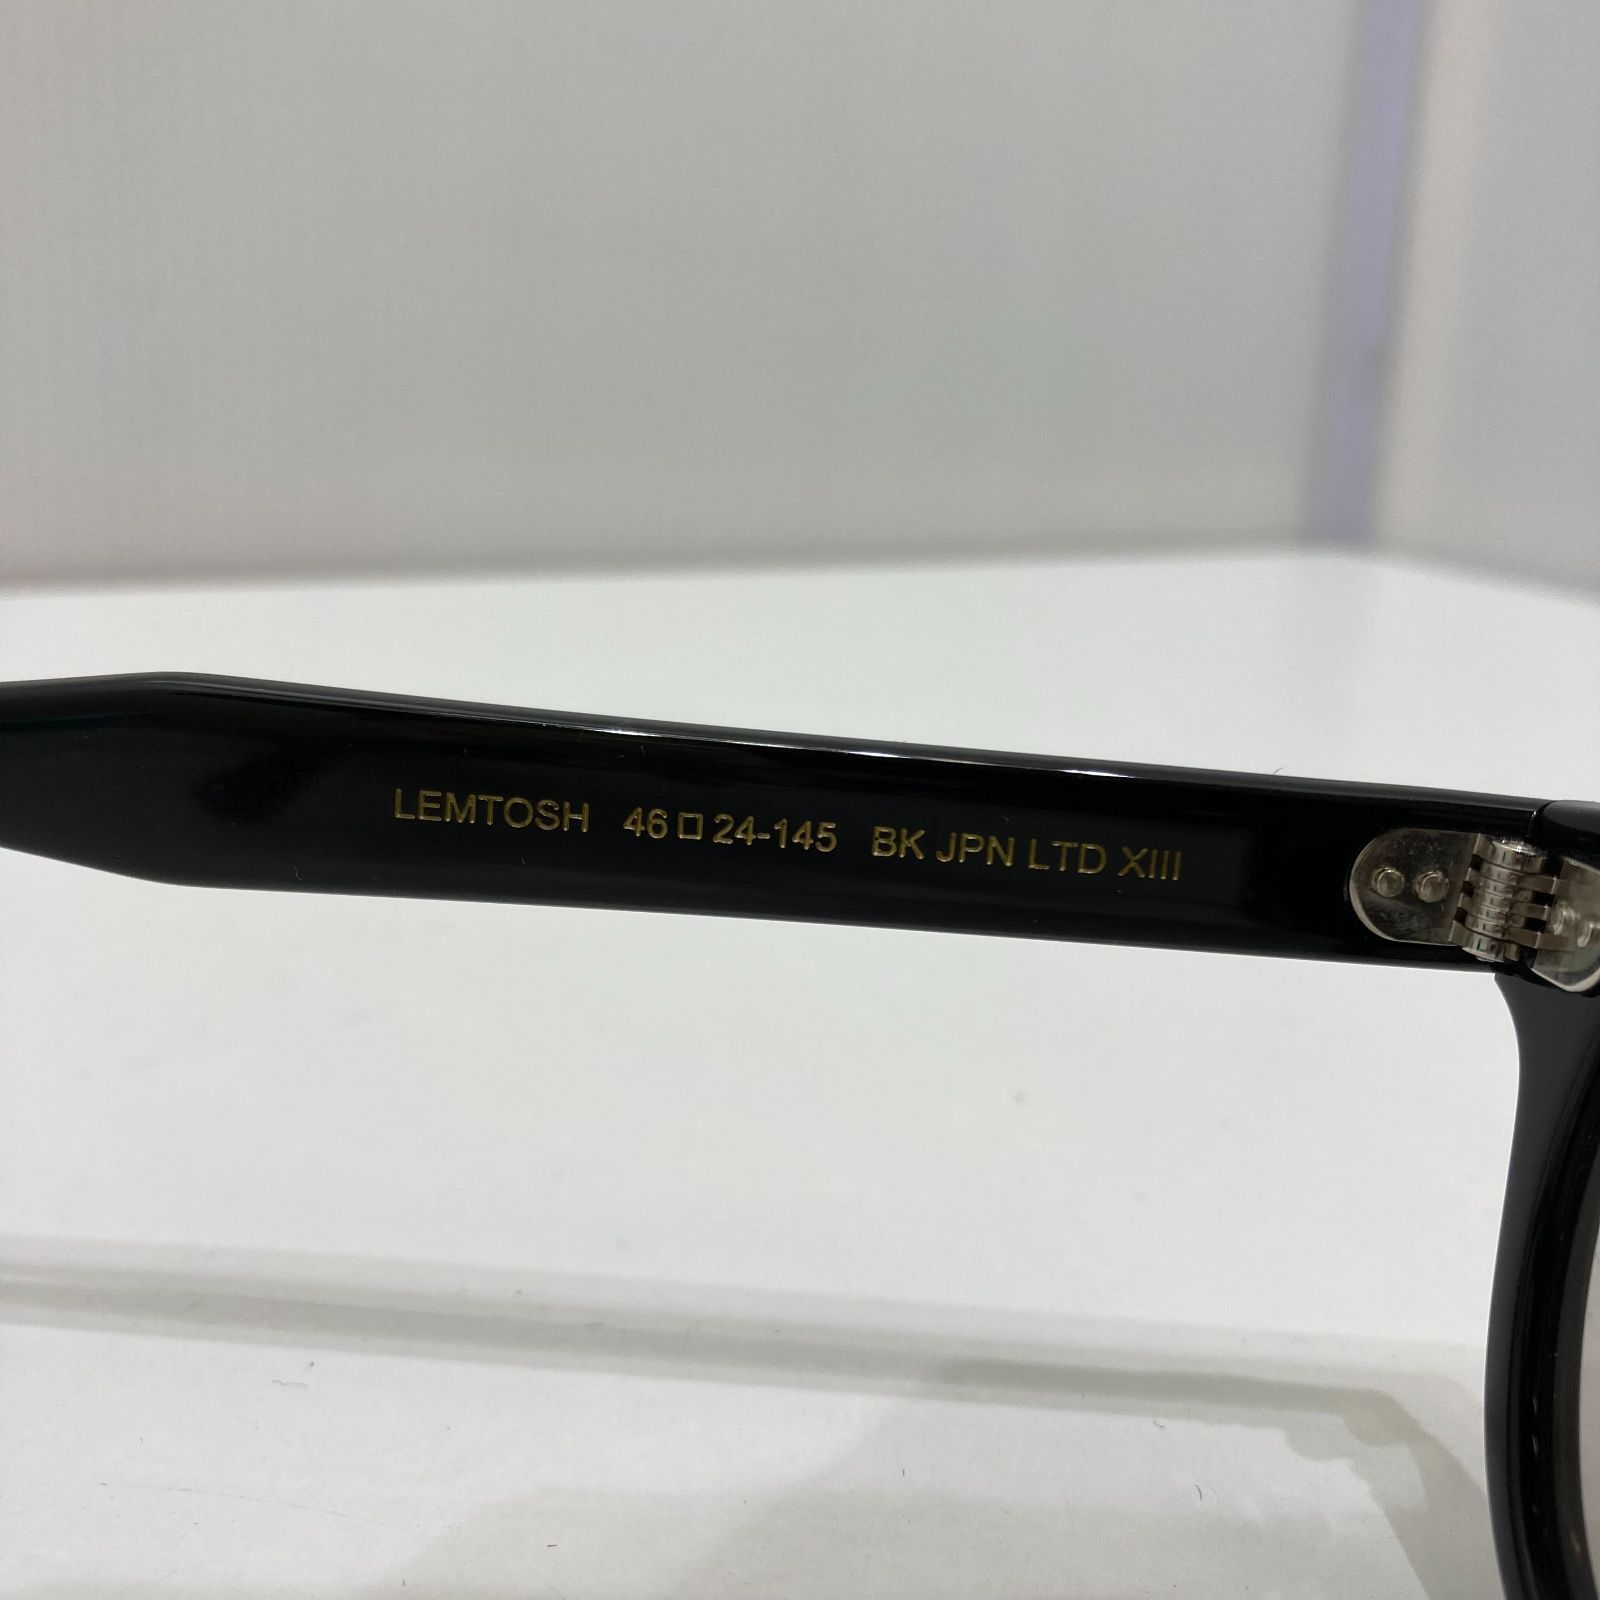 LEMTOSH 46□24-145 BK JPN LTD XIII